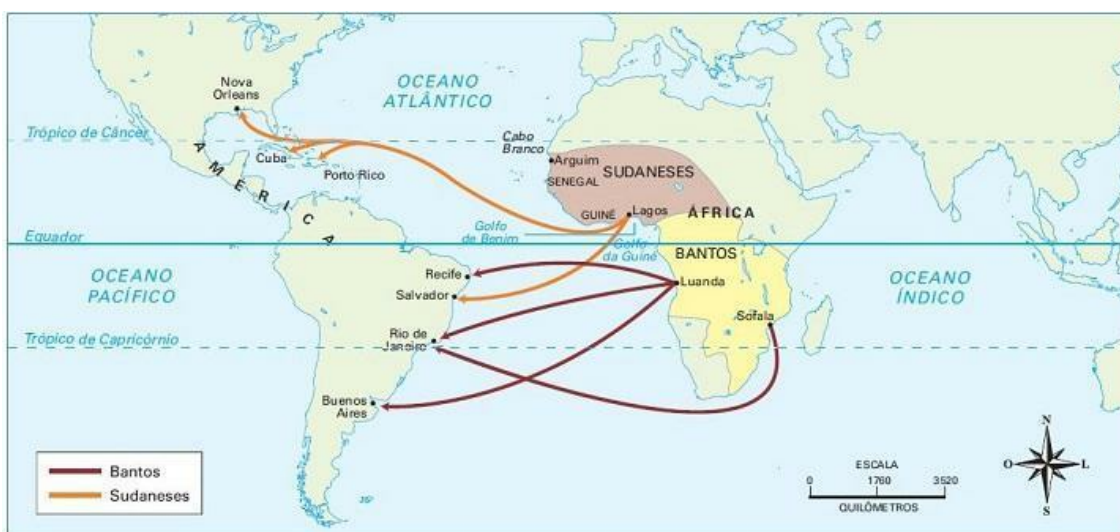 Nova
Orleans
OCEANO
ATLÂNTICO
Trópico de Câncer
Cabo
Branco
Arguim
SUDANESES
SENEGAL
Cuba
Porto Rico
AMÉRICA
GUINÉ
Lagos
ÁFRICA
Golfo
de Benim
Golfo
da Guiné
Equador
BANTOS
OCEANO
PACÍFICO
Recife
Luanda
OCEANO
ÍNDICO
Salvador
Sofala
Rio de
Janeiro
Trópico de Capricórnio
Buenos
Aires
Bantos
Sudaneses
35°
ESCALA
0 1760 3520
QUILÔMETROS
N
O L
S